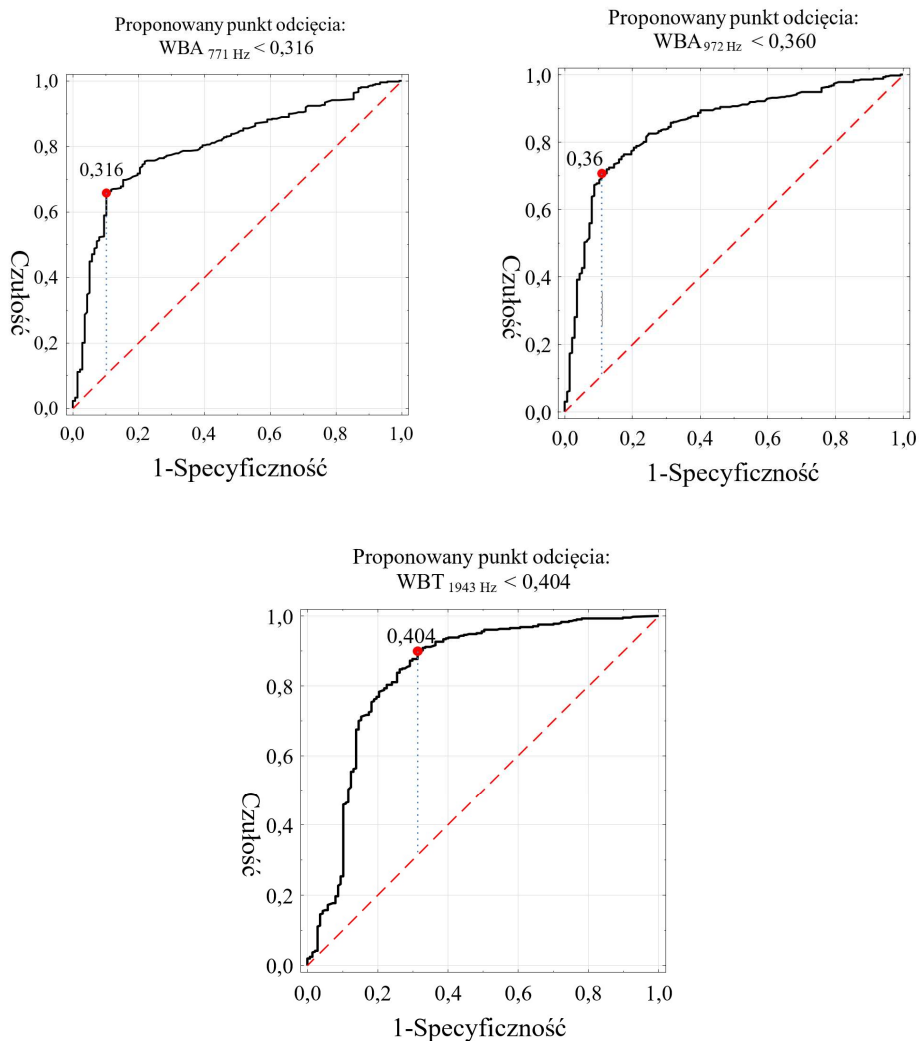 Proponowany punkt odcięcia:
WBA 771 Hz < 0,316
1,0
0,8
0,6
0,4
0,2
0,0
0,316
Czułość
0,0 0,2 0,4 0,6 0,8 1,0
1-Specyficzność
Proponowany punkt odcięcia:
WBA 972 Hz < 0,360
1,0
0,8
0,6
0,4
0,2
0,0
0,36
Czułość
0,0 0,2 0,4 0,6 0,8 1,0
1-Specyficzność
Proponowany punkt odcięcia:
WBT 1943 Hz < 0,404
1,0
0,8
0,6
0,4
0,2
0,0
0,404
Czułość
0,0 0,2 0,4 0,6 0,8 1,0
1-Specyficzność